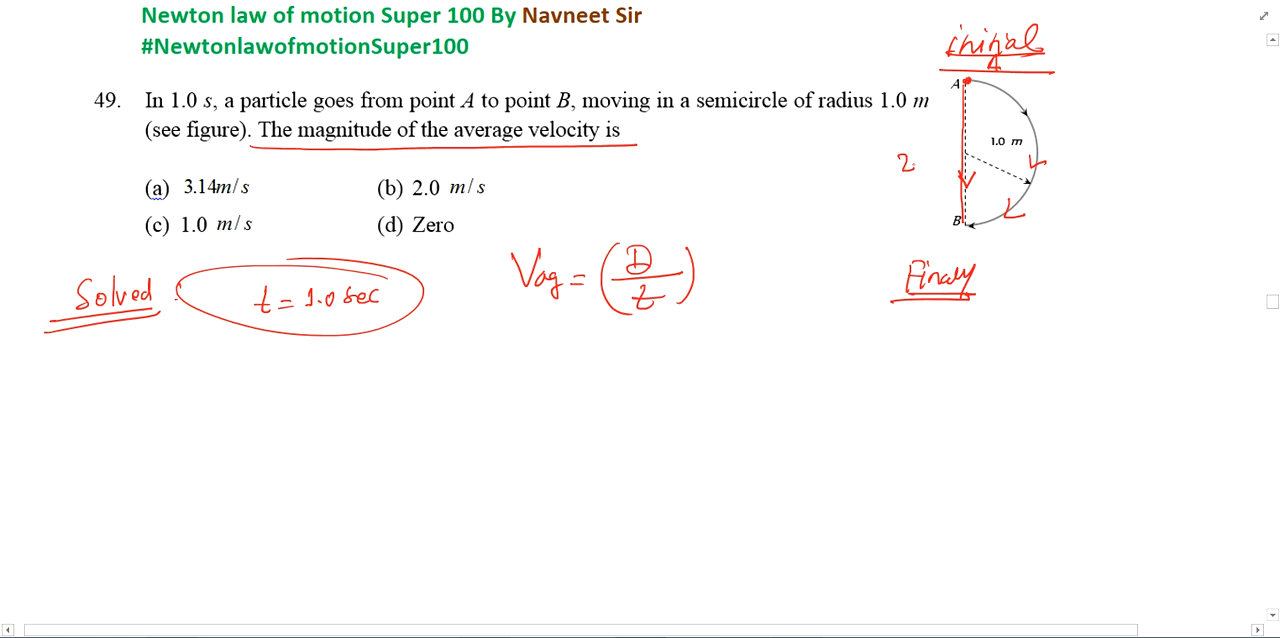 Newton law of motion Super 100 By Navneet Sir
#NewtonlawofmotionSuper100
initial
A
49. In 1.0 s, a particle goes from point A to point B, moving in a semicircle of radius 1.0 m
(see figure). The magnitude of the average velocity is
A
1.0 m
2
B
(a) 3.14m/s (b) 2.0 m/s
(c) 1.0 m/s (d) Zero
Solved : t = 1.0 sec
Vag = (D/t)